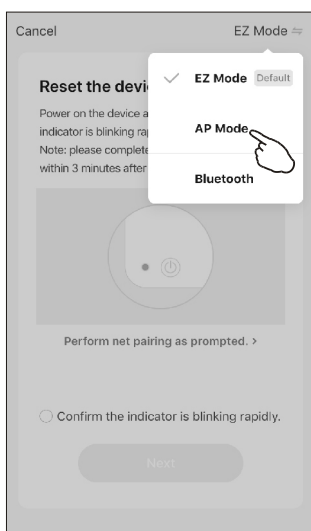 Cancel
EZ Mode
EZ Mode Default
AP Mode
Bluetooth
Reset the devi
Power on the device a
indicator is blinking ra
Note: please complete
within 3 minutes after
Perform net pairing as prompted. >
Confirm the indicator is blinking rapidly.
Next